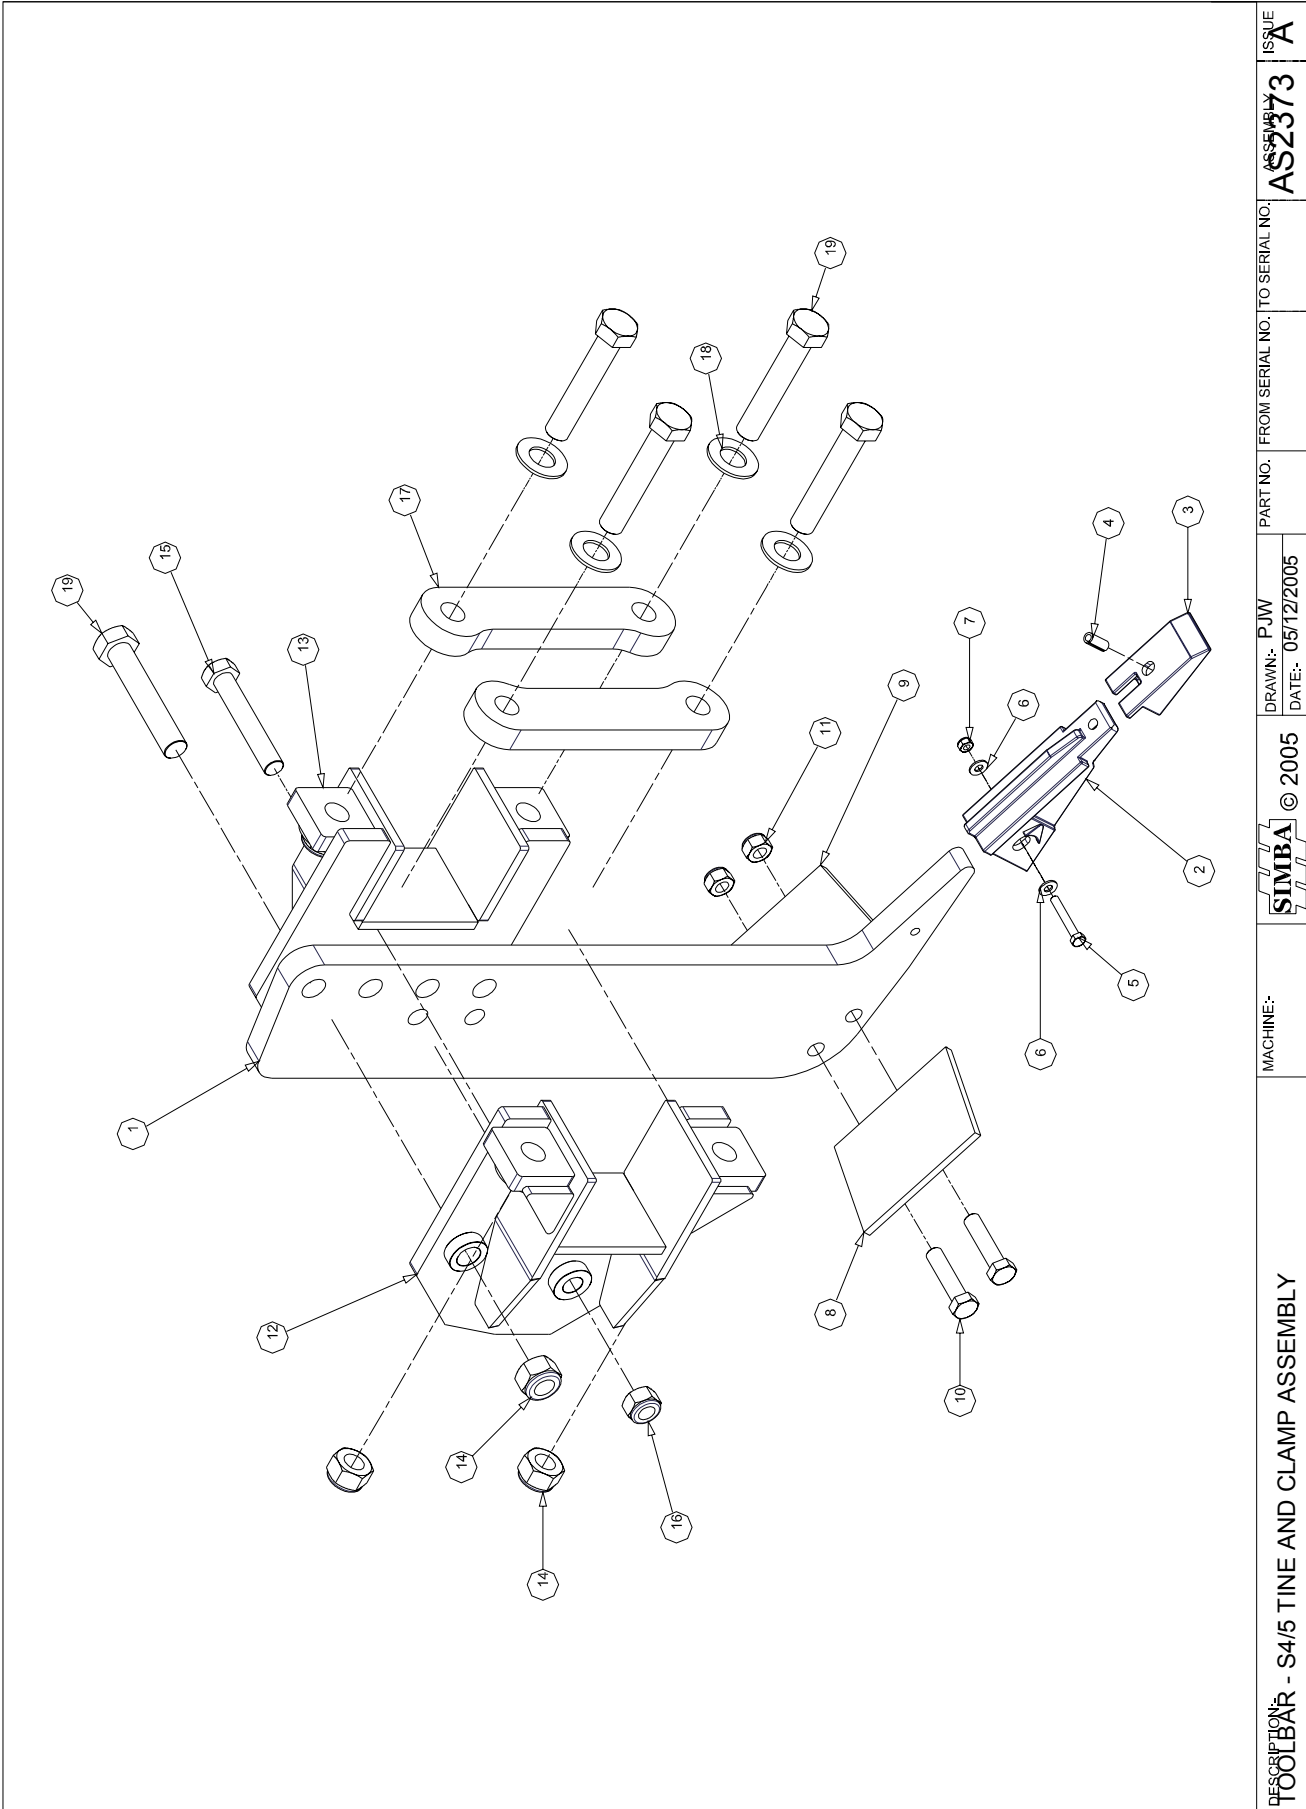 19
15
13
17
18
19
1
12
14
14
16
11
9
7
6
4
3
2
5
6
8
10
DESCRIPTION:-
TOOLBAR - S4/5 TINE AND CLAMP ASSEMBLY
MACHINE:-
SIMBA © 2005
DRAWN:- PJW
DATE:- 05/12/2005
PART NO.
FROM SERIAL NO.
TO SERIAL NO.
ASSEMBLY
AS2373
ISSUE
A